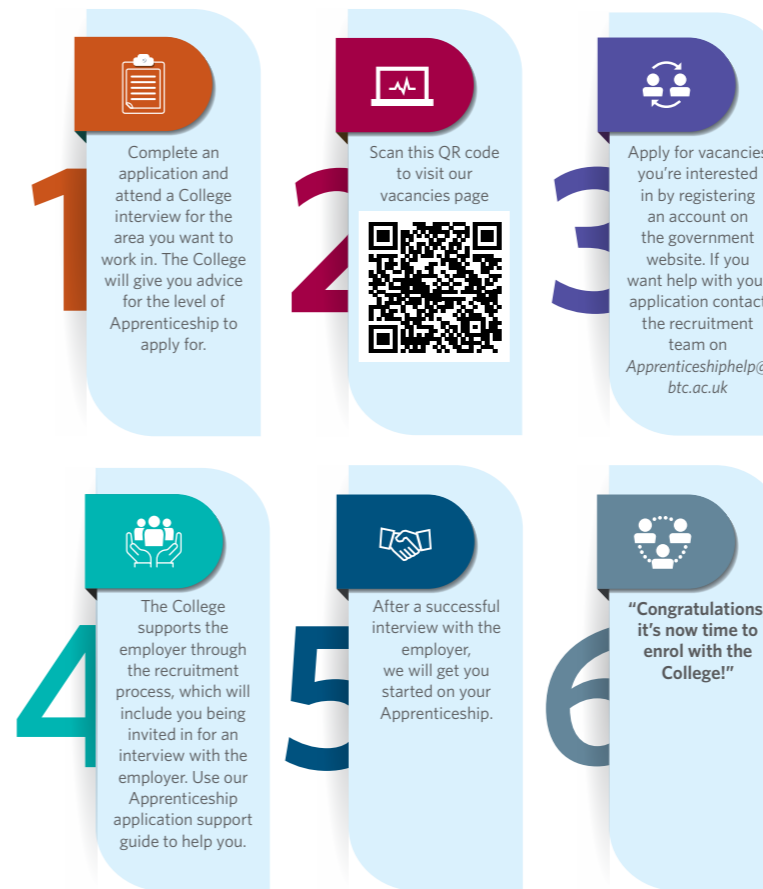 1
Complete an
application and
attend a College
interview for the
area you want to
work in. The College
will give you advice
for the level of
Apprenticeship to
apply for.
2
Scan this QR code
to visit our
vacancies page
3
Apply for vacancies
you’re interested
in by registering
an account on
the government
website. If you
want help with you
application contact
the recruitment
team on
Apprenticeshiphelp@
btc.ac.uk
4
The College
supports the
employer through
the recruitment
process, which will
include you being
invited in for an
interview with the
employer. Use our
Apprenticeship
application support
guide to help you.
5
After a successful
interview with the
employer,
we will get you
started on your
Apprenticeship.
6
“Congratulations
it’s now time to
enrol with the
College!”